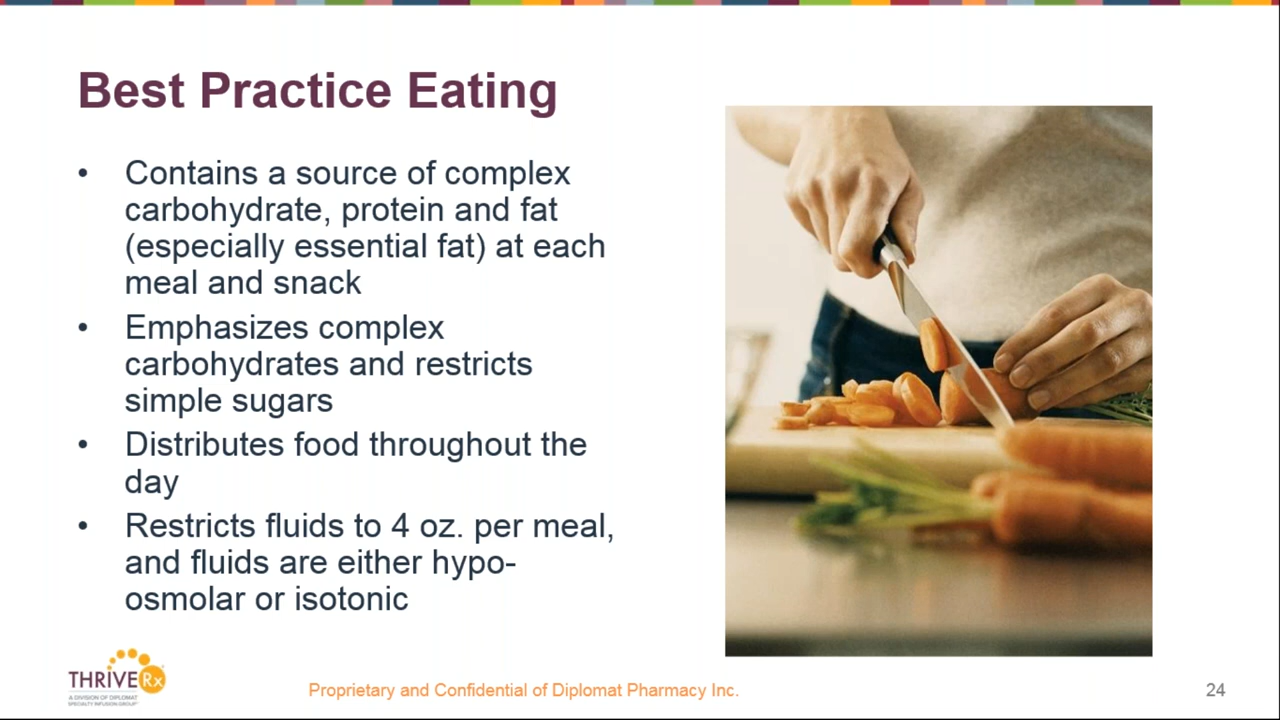 Best Practice Eating
• Contains a source of complex
carbohydrate, protein and fat
(especially essential fat) at each
meal and snack
• Emphasizes complex
carbohydrates and restricts
simple sugars
• Distributes food throughout the
day
• Restricts fluids to 4 oz. per meal,
and fluids are either hypo-
osmolar or isotonic
THRIVE Rx
A DIVISION OF DIPLOMAT
SPECIALTY INFUSION GROUP
Proprietary and Confidential of Diplomat Pharmacy Inc.
24